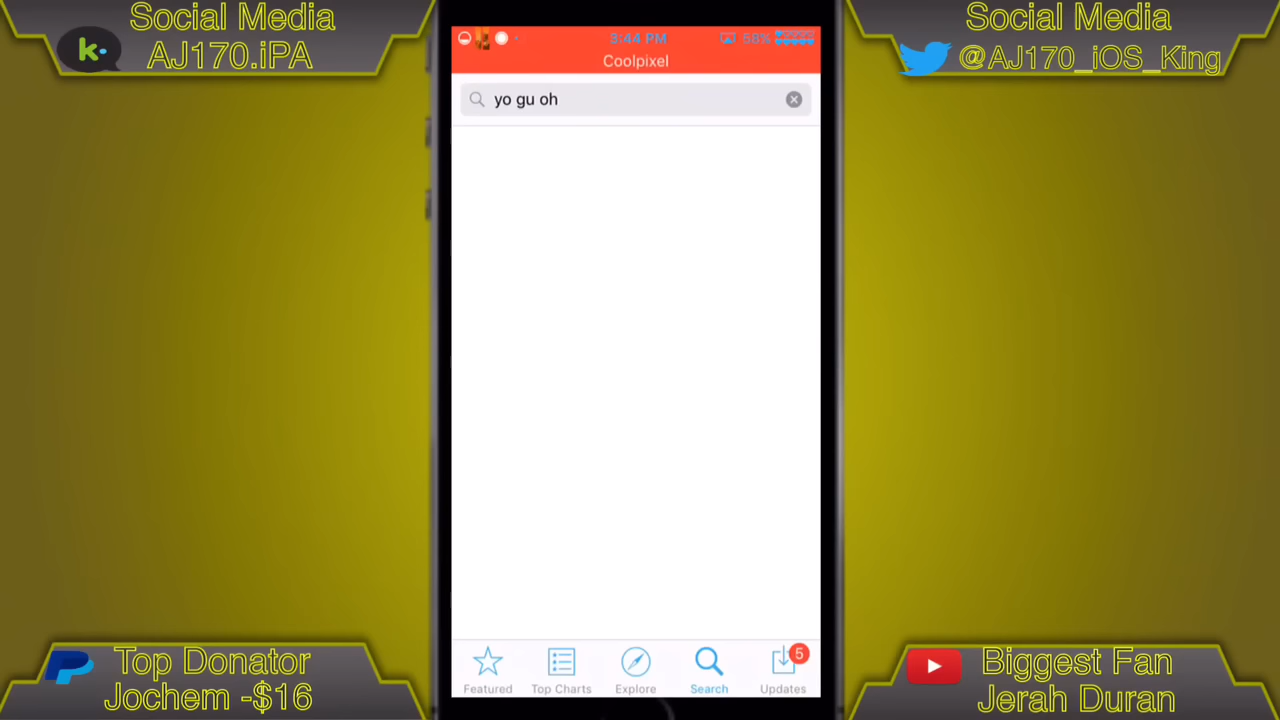 Social Media
AJ170.iPA
k.
Social Media
@AJ170_iOS_King
3:44 PM
58%
Coolpixel
yo gu oh
Featured
Top Charts
Explore
Search
Updates
5
Top Donator
Jochem -$16
Biggest Fan
Jerah Duran